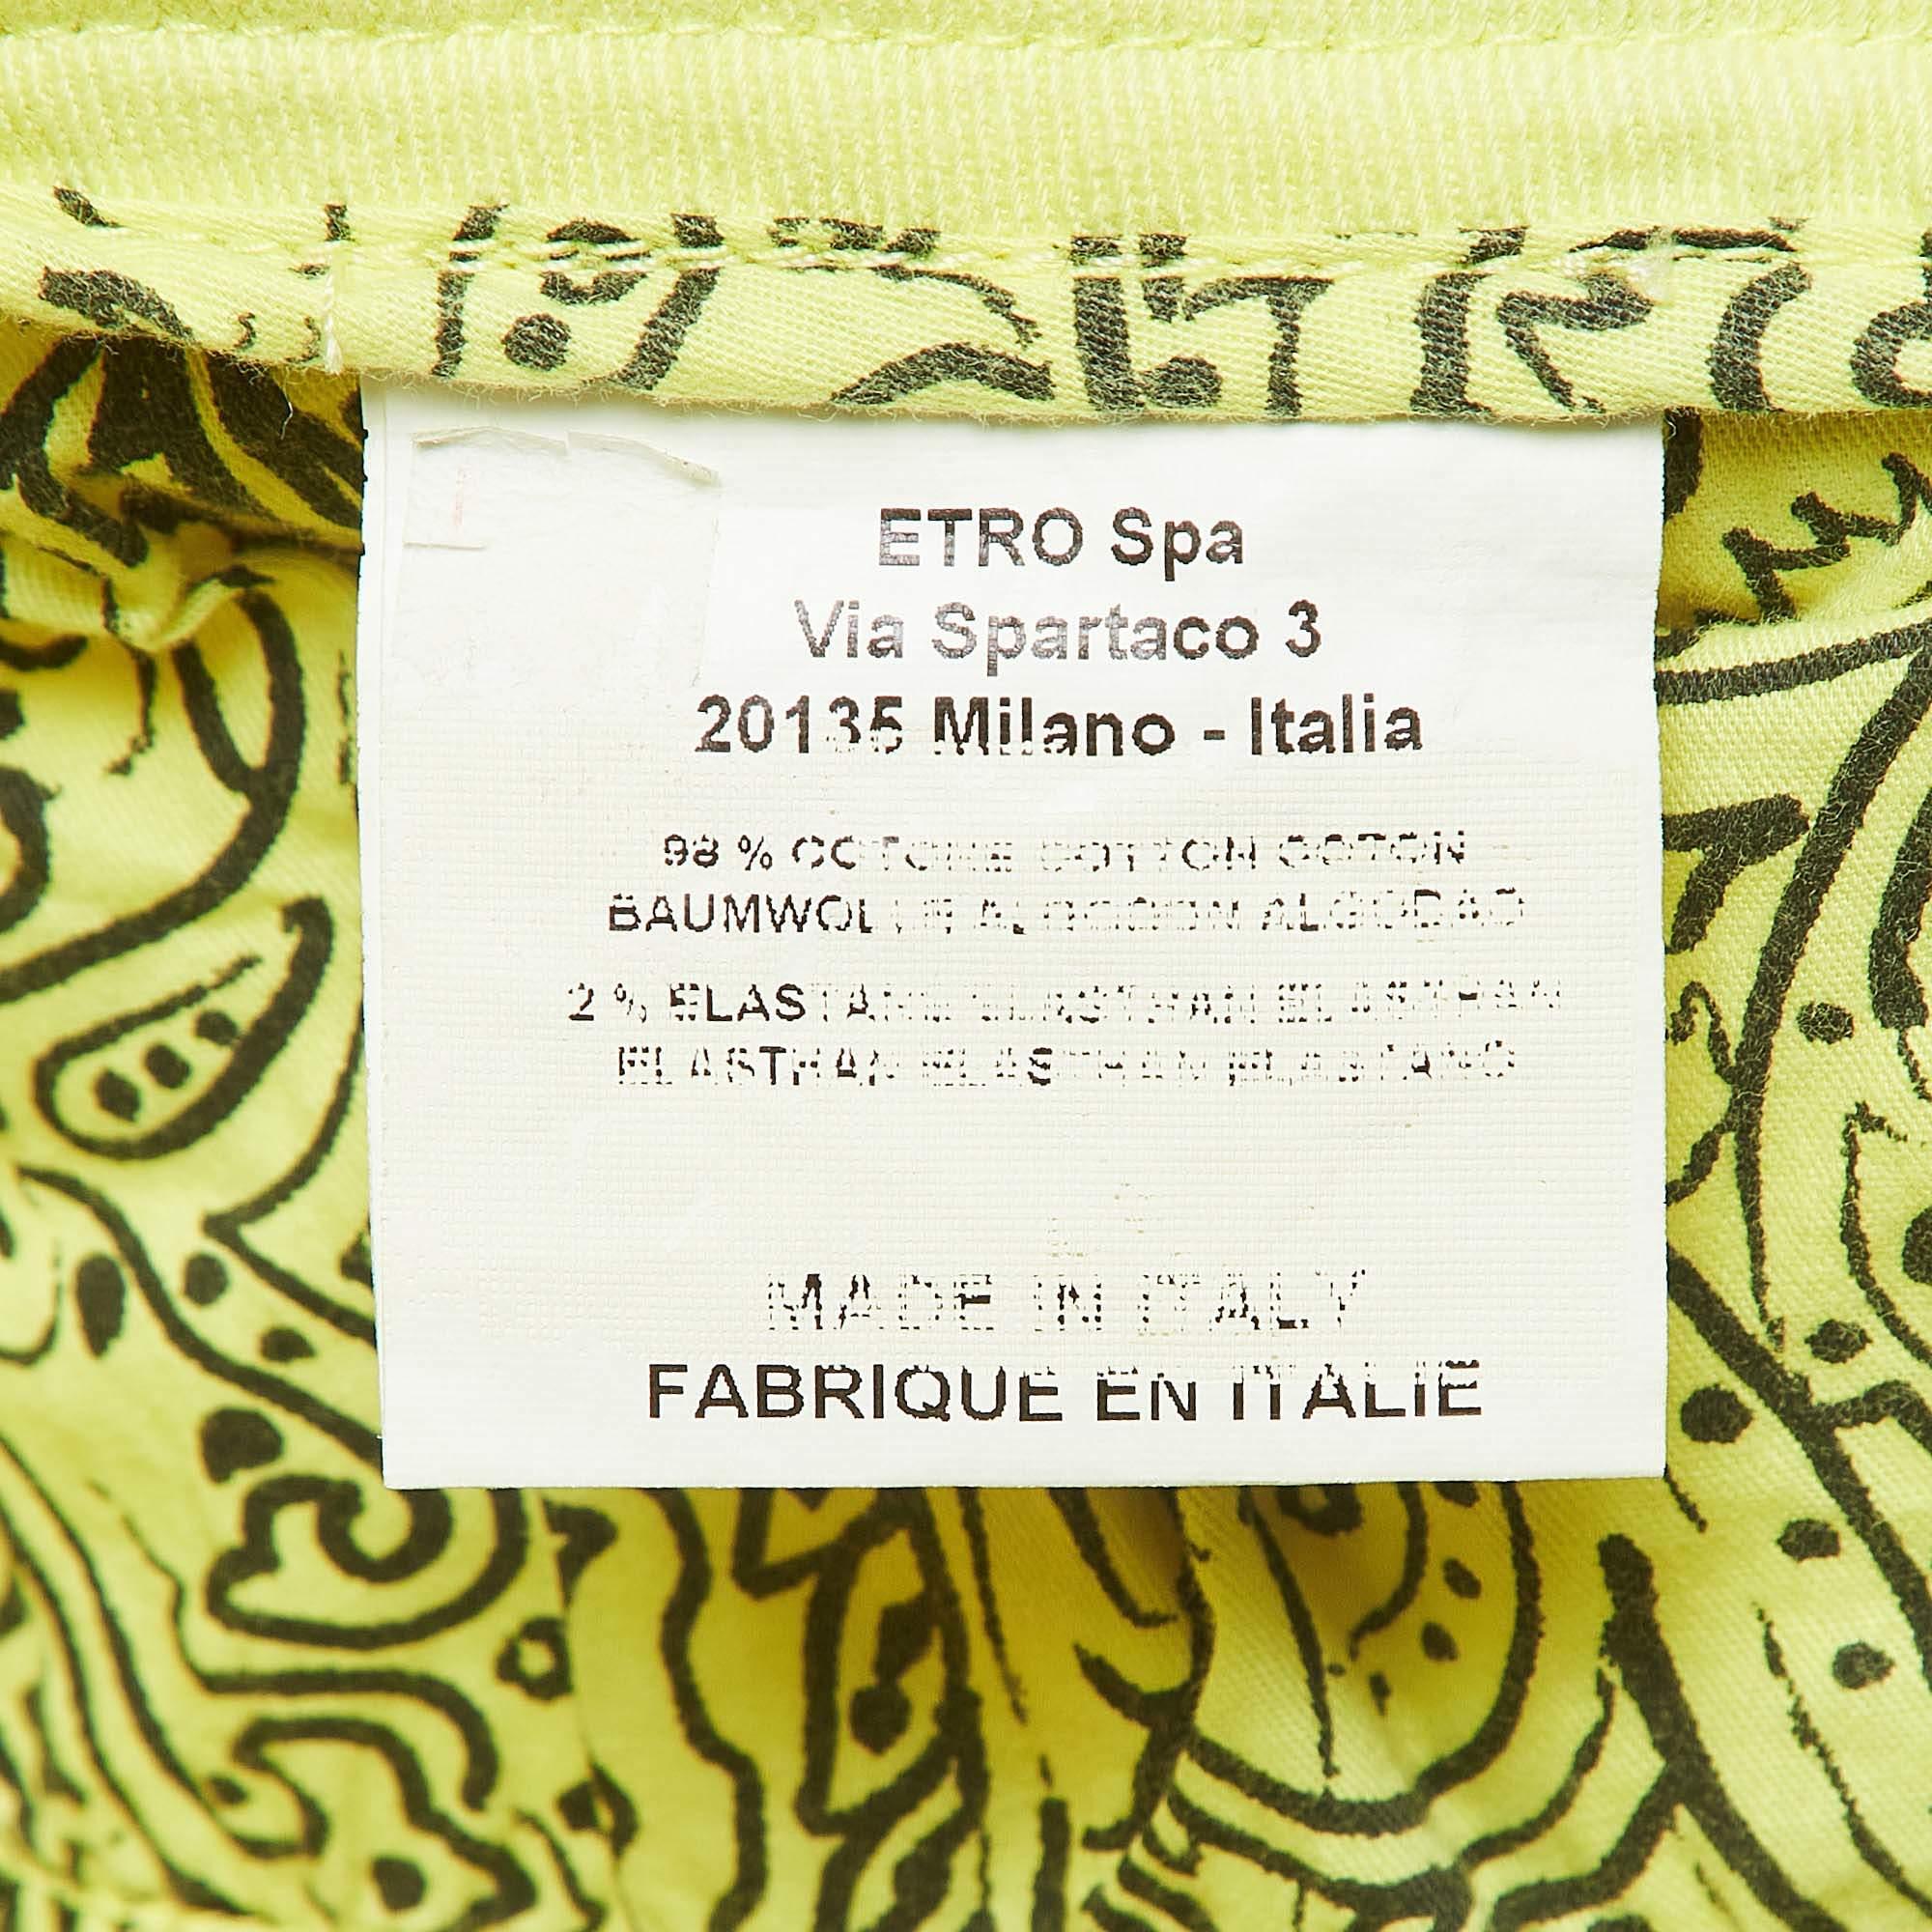 ETRO Spa
Via Spartaco 3
20135 Milano - Italia
98 % COTONE COTTON COTON
BAUMWOLLE ALGODON ALGODAO
2 % ELASTANE ELASTHAN ELASTHAN
ELASTHAN ELASTHAN ELASTANO
MADE IN ITALY
FABRIQUE EN ITALIE